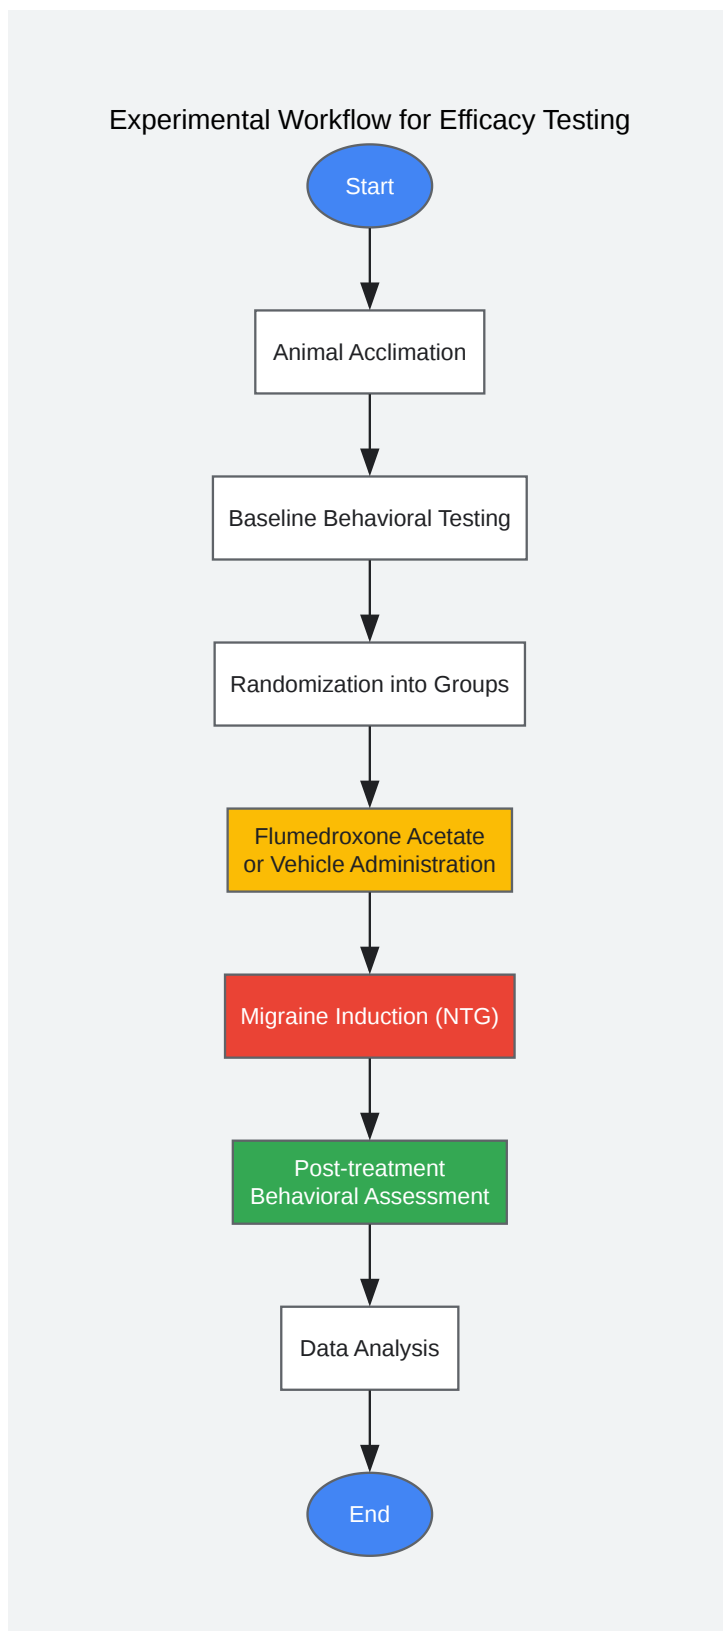 Experimental Workflow for Efficacy Testing
Start
Animal Acclimation
Baseline Behavioral Testing
Randomization into Groups
Flumedroxone Acetate
or Vehicle Administration
Migraine Induction (NTG)
Post-treatment
Behavioral Assessment
Data Analysis
End